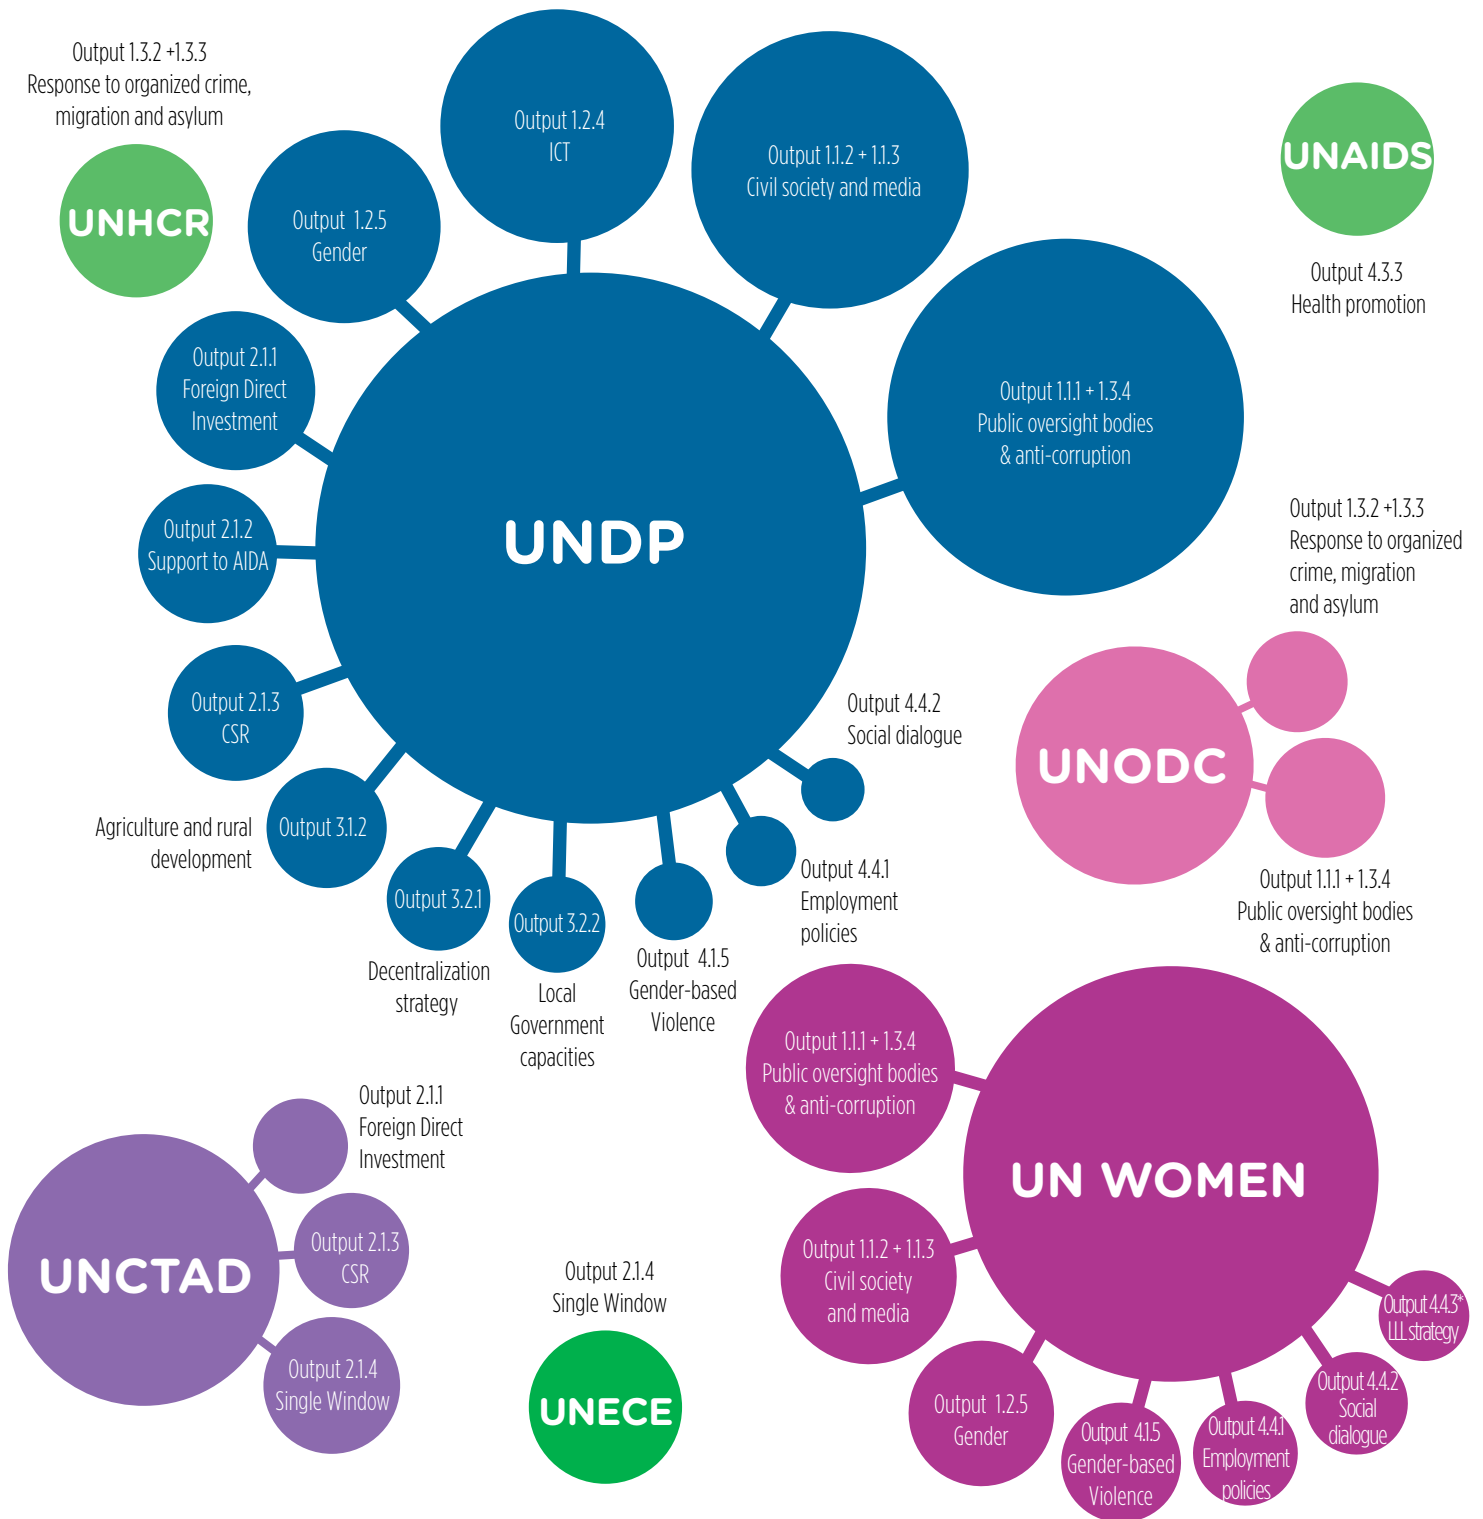 Output 1.3.2 +1.3.3
Response to organized crime,
migration and asylum
UNHCR
Output 1.2.5
Gender
Output 1.2.4
ICT
Output 1.1.2 + 1.1.3
Civil society and media
UNAIDS
Output 4.3.3
Health promotion
Output 2.1.1
Foreign Direct
Investment
Output 1.1.1 + 1.3.4
Public oversight bodies
& anti-corruption
Output 2.1.2
Support to AIDA
UNDP
Output 1.3.2 +1.3.3
Response to organized
crime, migration
and asylum
Output 2.1.3
CSR
Output 4.4.2
Social dialogue
UNODC
Output 1.1.1 + 1.3.4
Public oversight bodies
& anti-corruption
Agriculture and rural
development
Output 3.1.2
Output 3.2.1
Decentralization
strategy
Output 3.2.2
Local
Government
capacities
Output 4.1.5
Gender-based
Violence
Output 4.4.1
Employment
policies
Output 1.1.1 + 1.3.4
Public oversight bodies
& anti-corruption
UN WOMEN
Output 1.1.2 + 1.1.3
Civil society
and media
Output 1.2.5
Gender
Output 4.1.5
Gender-based
Violence
Output 4.4.1
Employment
policies
Output 4.4.2
Social
dialogue
Output 4.4.3*
LLL strategy
Output 2.1.1
Foreign Direct
Investment
UNCTAD
Output 2.1.3
CSR
Output 2.1.4
Single Window
Output 2.1.4
Single Window
UNECE